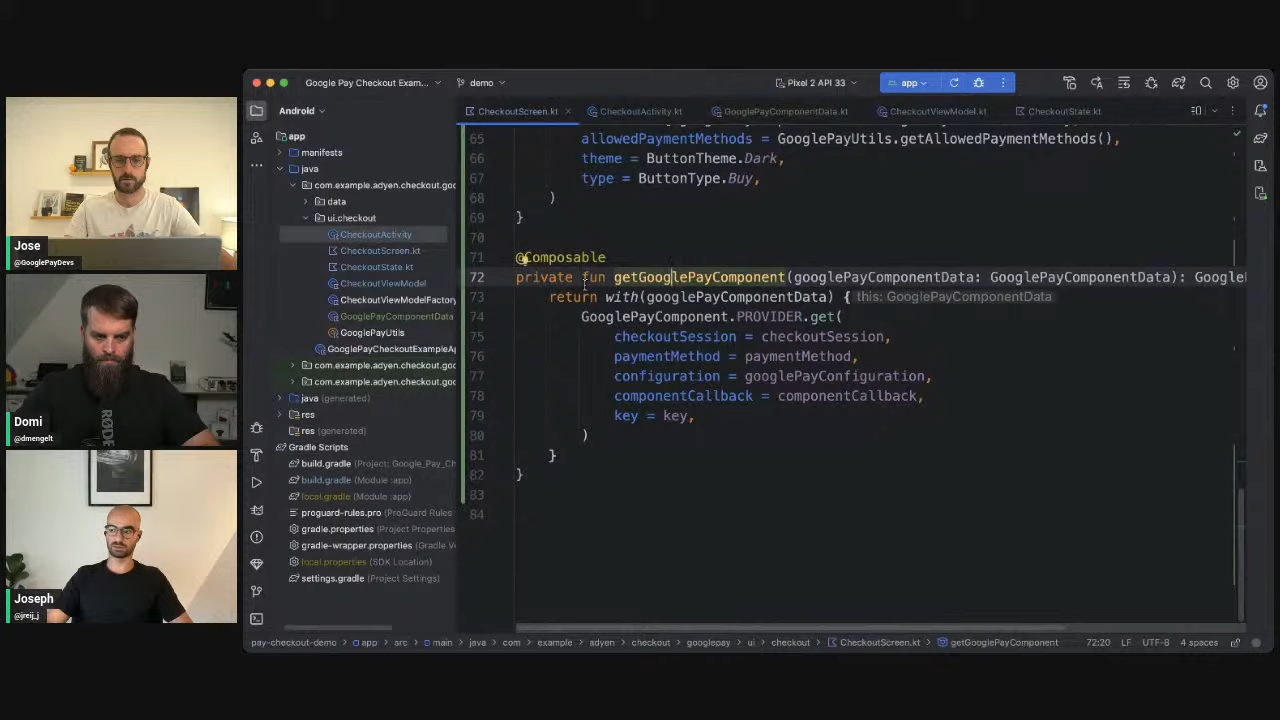 Jose
@GooglePayDevs
Domi
@dmengelt
Joseph
@jreij_j
Google Pay Checkout Exam...
demo
Pixel 2 API 33
app
Android
CheckoutScreen.kt
CheckoutActivity.kt
GooglePayComponentData.kt
CheckoutViewModel.kt
CheckoutState.kt
app
manifests
java
com.example.adyen.checkout.goo
data
ui.checkout
CheckoutActivity
CheckoutScreen.kt
CheckoutState.kt
CheckoutViewModel
CheckoutViewModelFactory
GooglePayComponentData
GooglePayUtils
GooglePayCheckoutExampleAp
com.example.adyen.checkout.goo
com.example.adyen.checkout.goo
java (generated)
res
res (generated)
Gradle Scripts
build.gradle (Project: Google_Pay_Ch
build.gradle (Module :app)
local.gradle (Module :app)
proguard-rules.pro (ProGuard Rules
gradle.properties (Project Properties)
gradle-wrapper.properties (Gradle Ve
local.properties (SDK Location)
settings.gradle (Project Settings)
65 allowedPaymentMethods = GooglePayUtils.getAllowedPaymentMethods(),
66 theme = ButtonTheme.Dark,
67 type = ButtonType.Buy,
68 )
69 }
70
71 @Composable
72 private fun getGooglePayComponent(googlePayComponentData: GooglePayComponentData): Google
73 return with(googlePayComponentData) { this: GooglePayComponentData
74 GooglePayComponent.PROVIDER.get(
75 checkoutSession = checkoutSession,
76 paymentMethod = paymentMethod,
77 configuration = googlePayConfiguration,
78 componentCallback = componentCallback,
79 key = key,
80 )
81 }
82 }
83
84
pay-checkout-demo > app > src > main > java > com > example > adyen > checkout > googlepay > ui > checkout > CheckoutScreen.kt > getGooglePayComponent
72:20 LF UTF-8 4 spaces